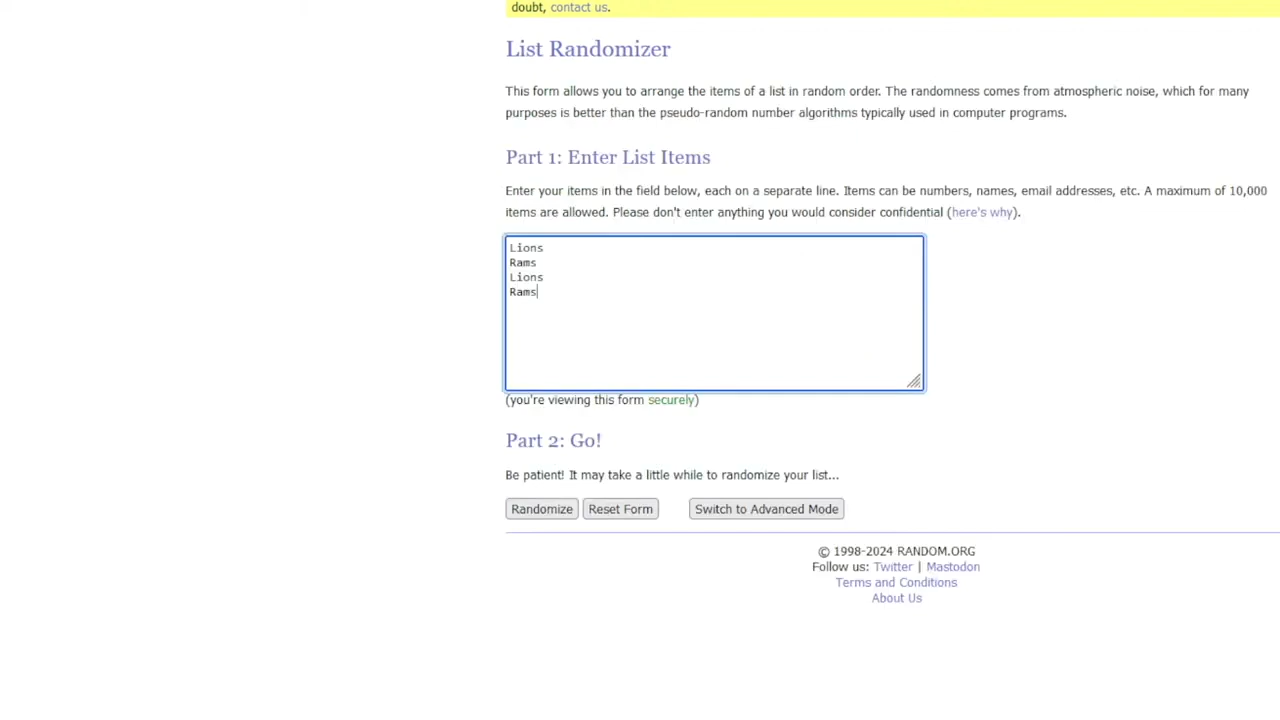 doubt, contact us.
List Randomizer
This form allows you to arrange the items of a list in random order. The randomness comes from atmospheric noise, which for many
purposes is better than the pseudo-random number algorithms typically used in computer programs.
Part 1: Enter List Items
Enter your items in the field below, each on a separate line. Items can be numbers, names, email addresses, etc. A maximum of 10,000
items are allowed. Please don't enter anything you would consider confidential (here's why).
Lions
Rams
Lions
Rams
(you're viewing this form securely)
Part 2: Go!
Be patient! It may take a little while to randomize your list...
Randomize Reset Form Switch to Advanced Mode
© 1998-2024 RANDOM.ORG
Follow us: Twitter | Mastodon
Terms and Conditions
About Us